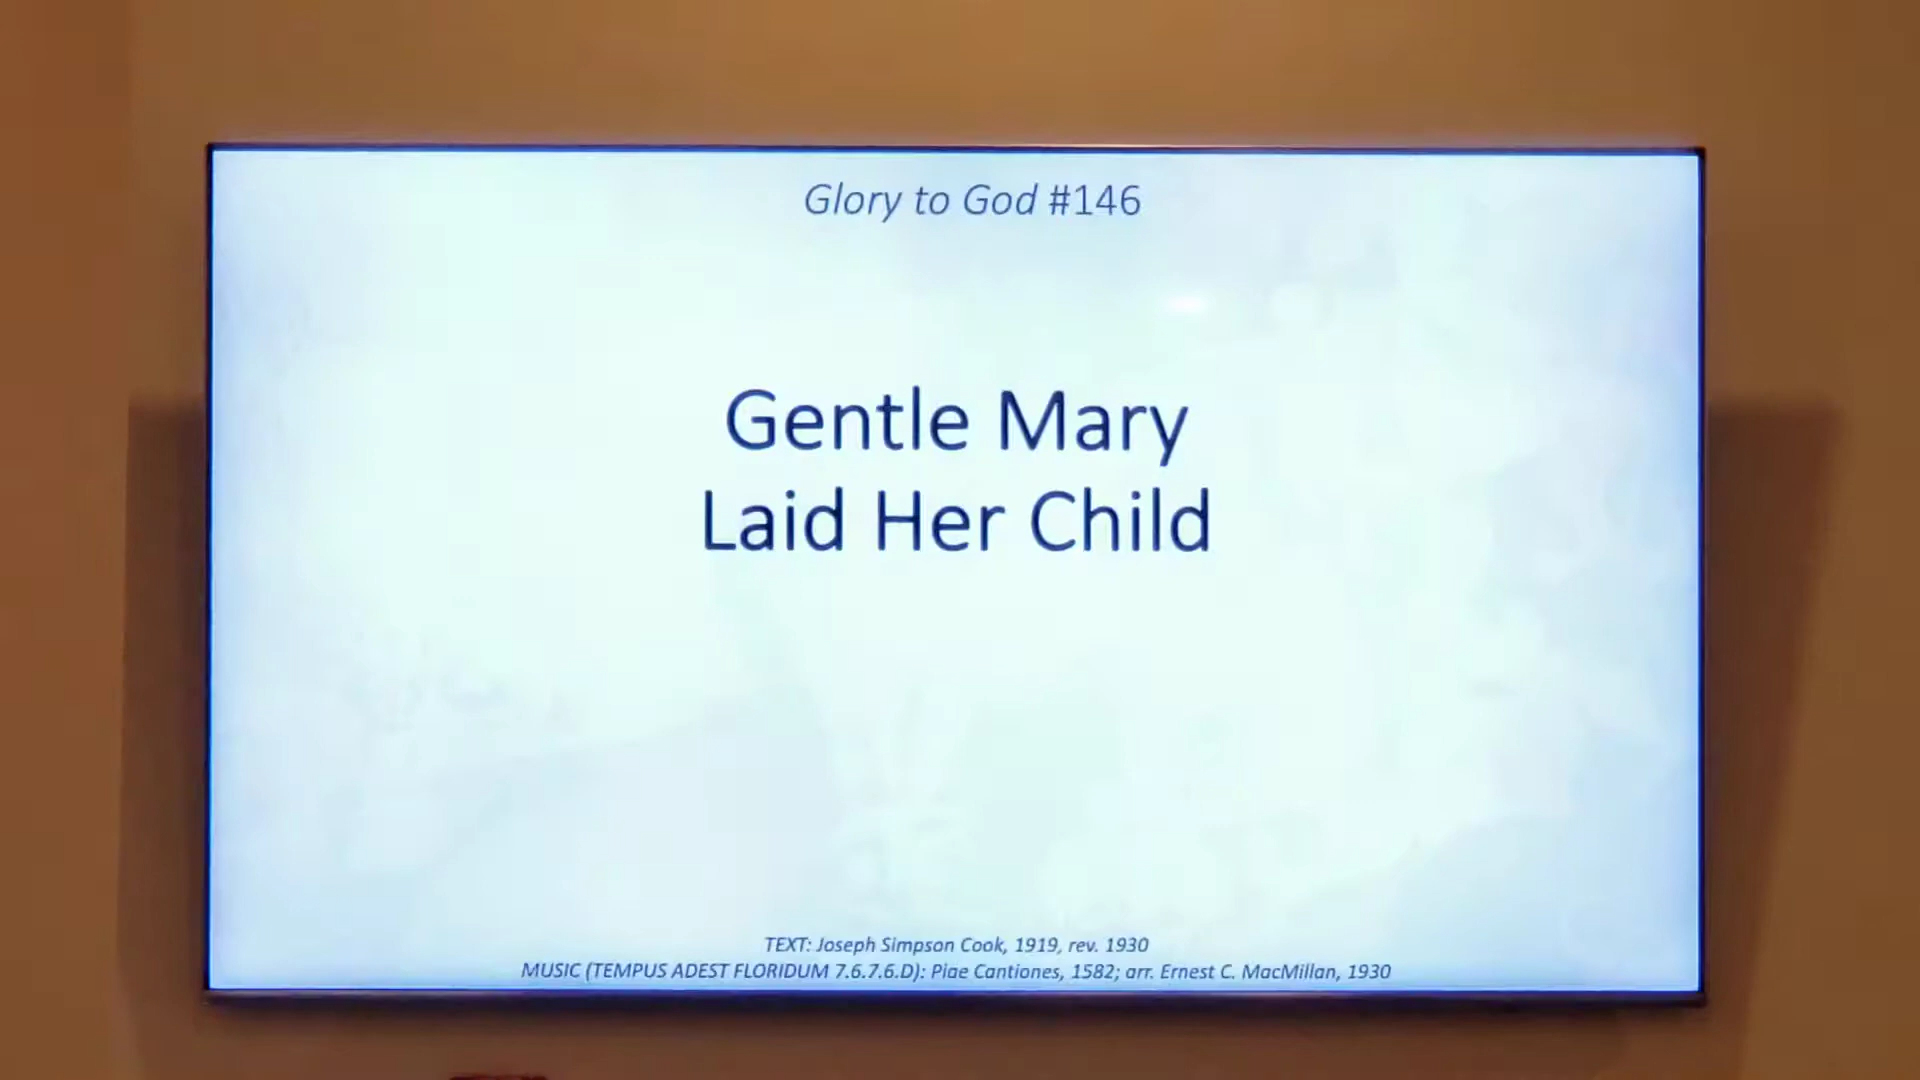 Glory to God #146
Gentle Mary
Laid Her Child
TEXT: Joseph Simpson Cook, 1919, rev. 1930
MUSIC (TEMPUS ADEST FLORIDUM 7.6.7.6.D): Piae Cantiones, 1582; arr. Ernest C. MacMillan, 1930